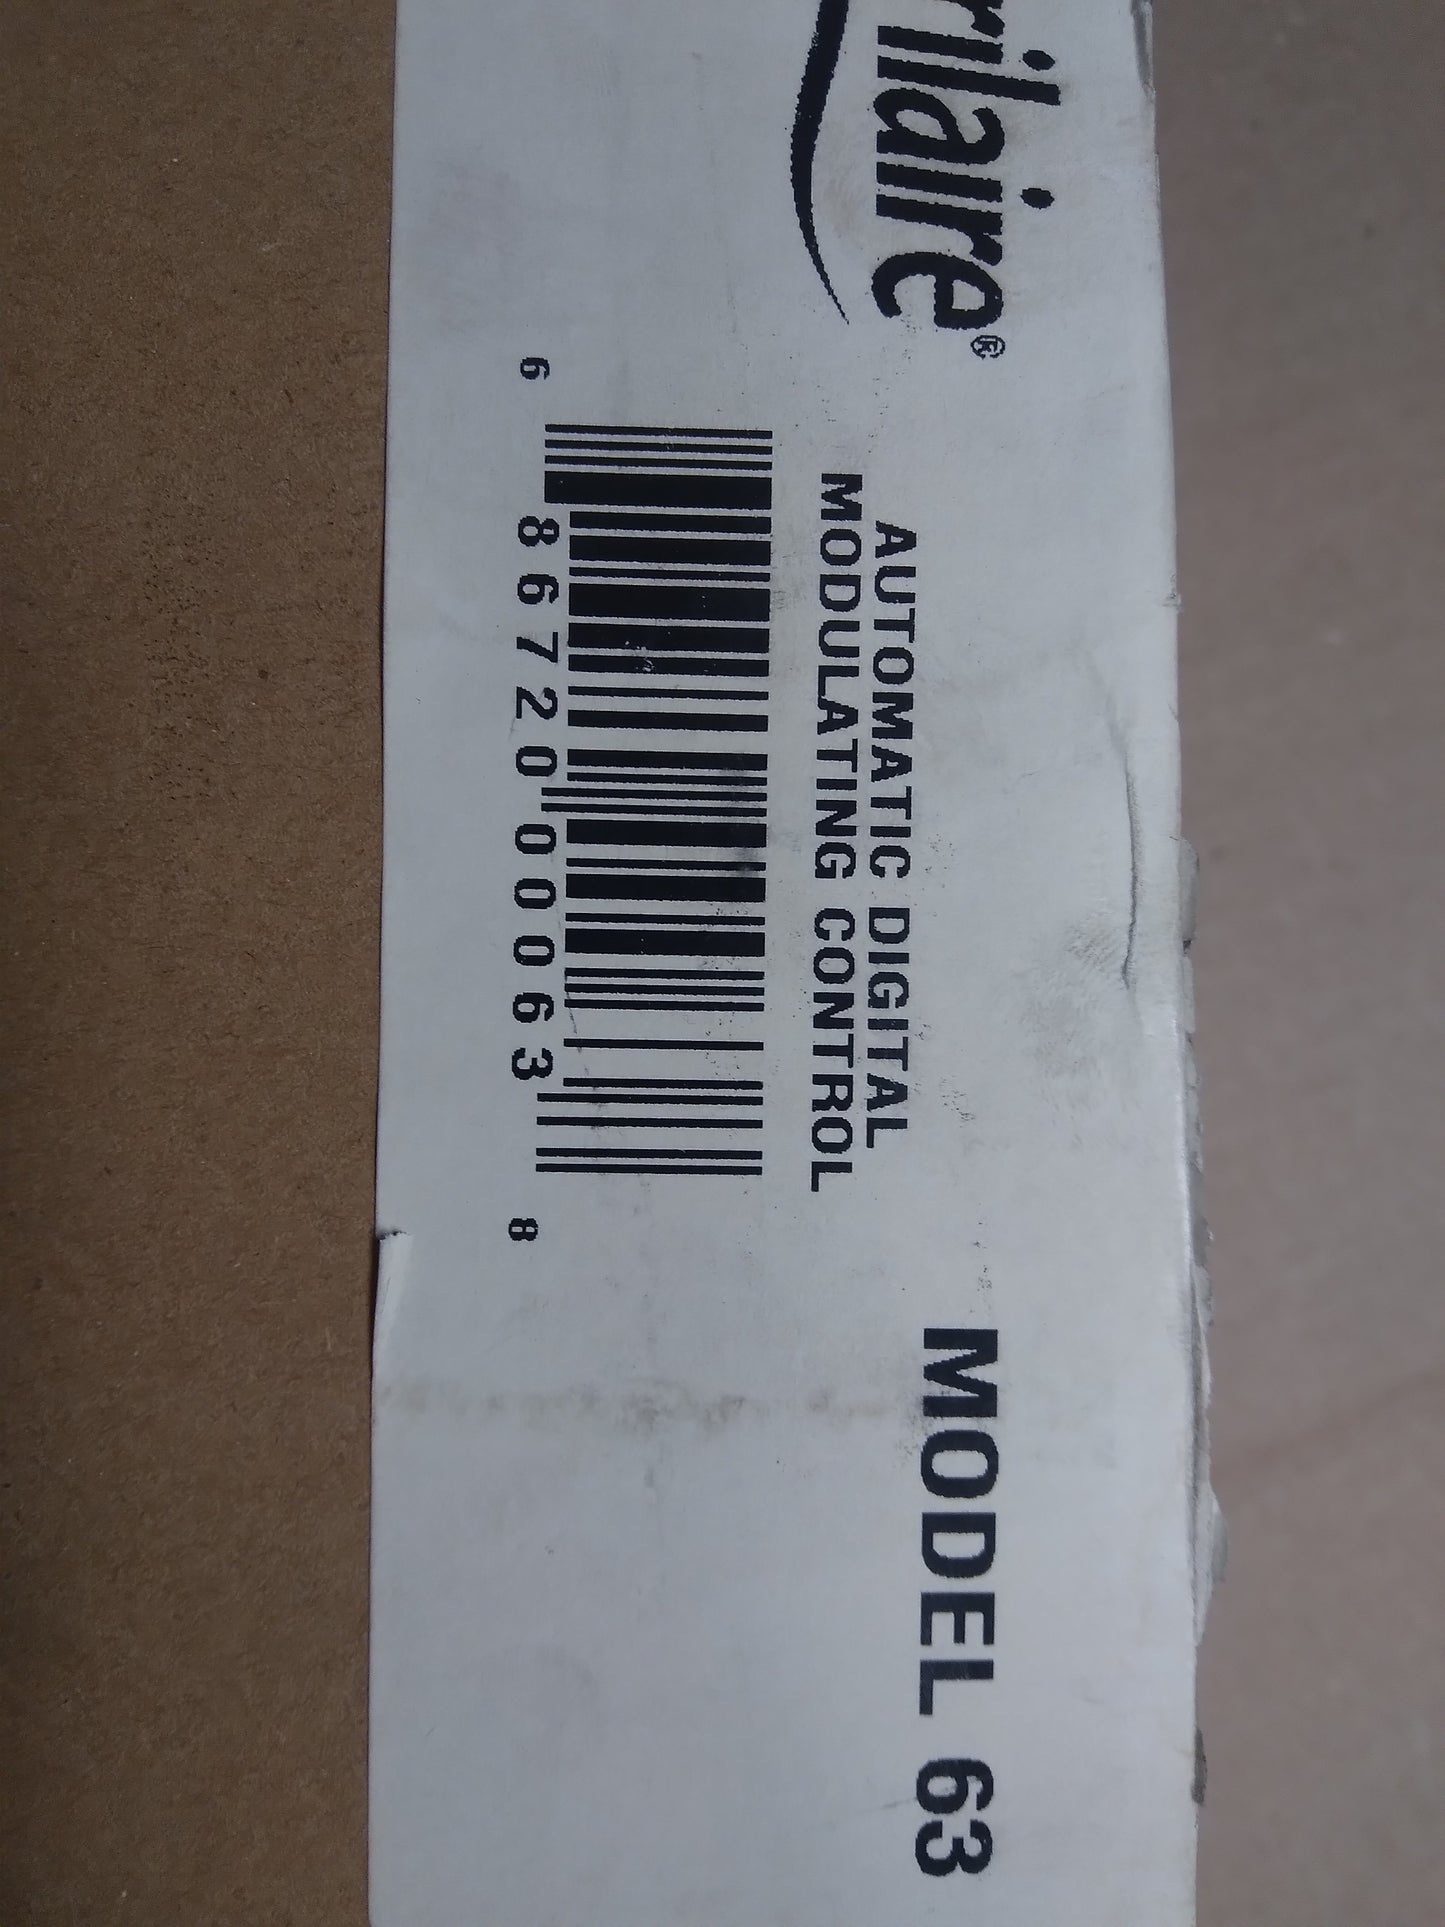 rilaire®
AUTOMATIC DIGITAL
MODULATING CONTROL
6 86720 00063 8
MODEL 63